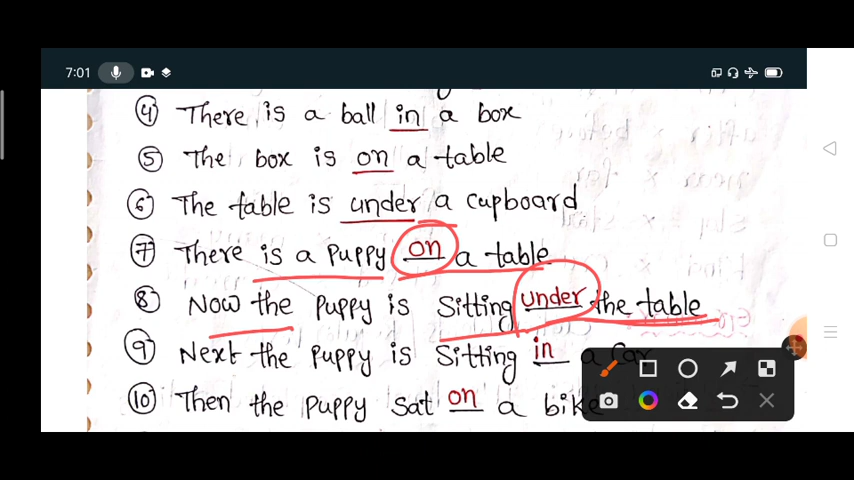 7:01
④ There is a ball in a box
⑤ The box is on a table
⑥ The table is under a cupboard
⑦ There is a puppy on a table
⑧ Now the puppy is Sitting under the table
⑨ Next the puppy is Sitting in a Car
⑩ Then the puppy sat on a bike